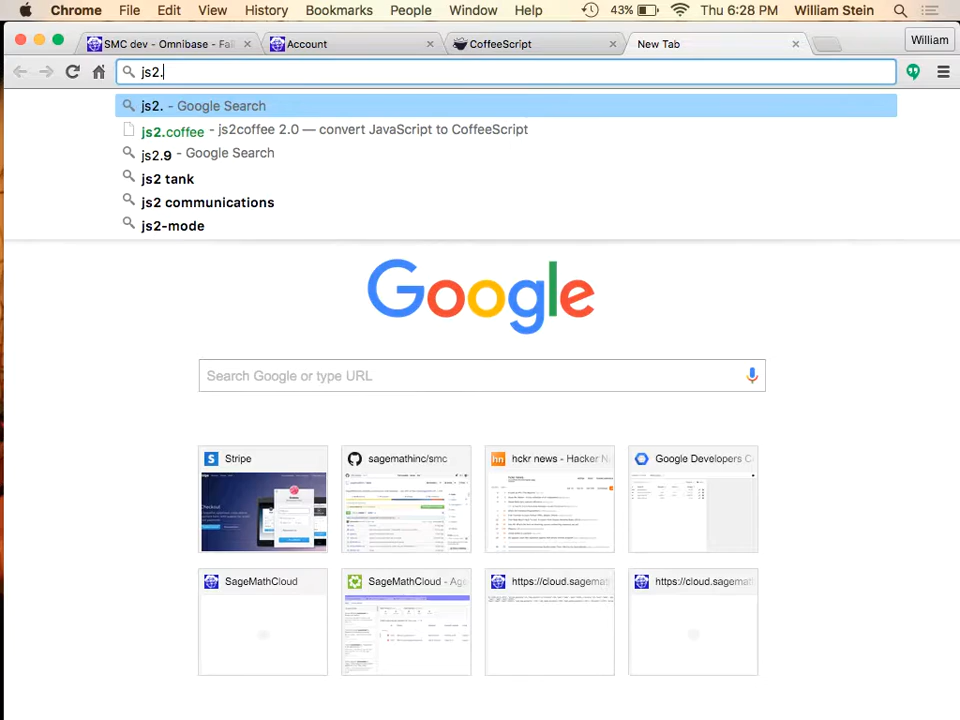 Chrome File Edit View History Bookmarks People Window Help 43% Thu 6:28 PM William Stein
SMC dev - Omnibase - Fai
Account
CoffeeScript
New Tab
William
js2.
js2. - Google Search
js2.coffee - js2coffee 2.0 — convert JavaScript to CoffeeScript
js2.9 - Google Search
js2 tank
js2 communications
js2-mode
Google
Search Google or type URL
Stripe
sagemathinc/smc
hckr news - Hacker N
Google Developers C
SageMathCloud
SageMathCloud - Age
https://cloud.sagemat
https://cloud.sagemat